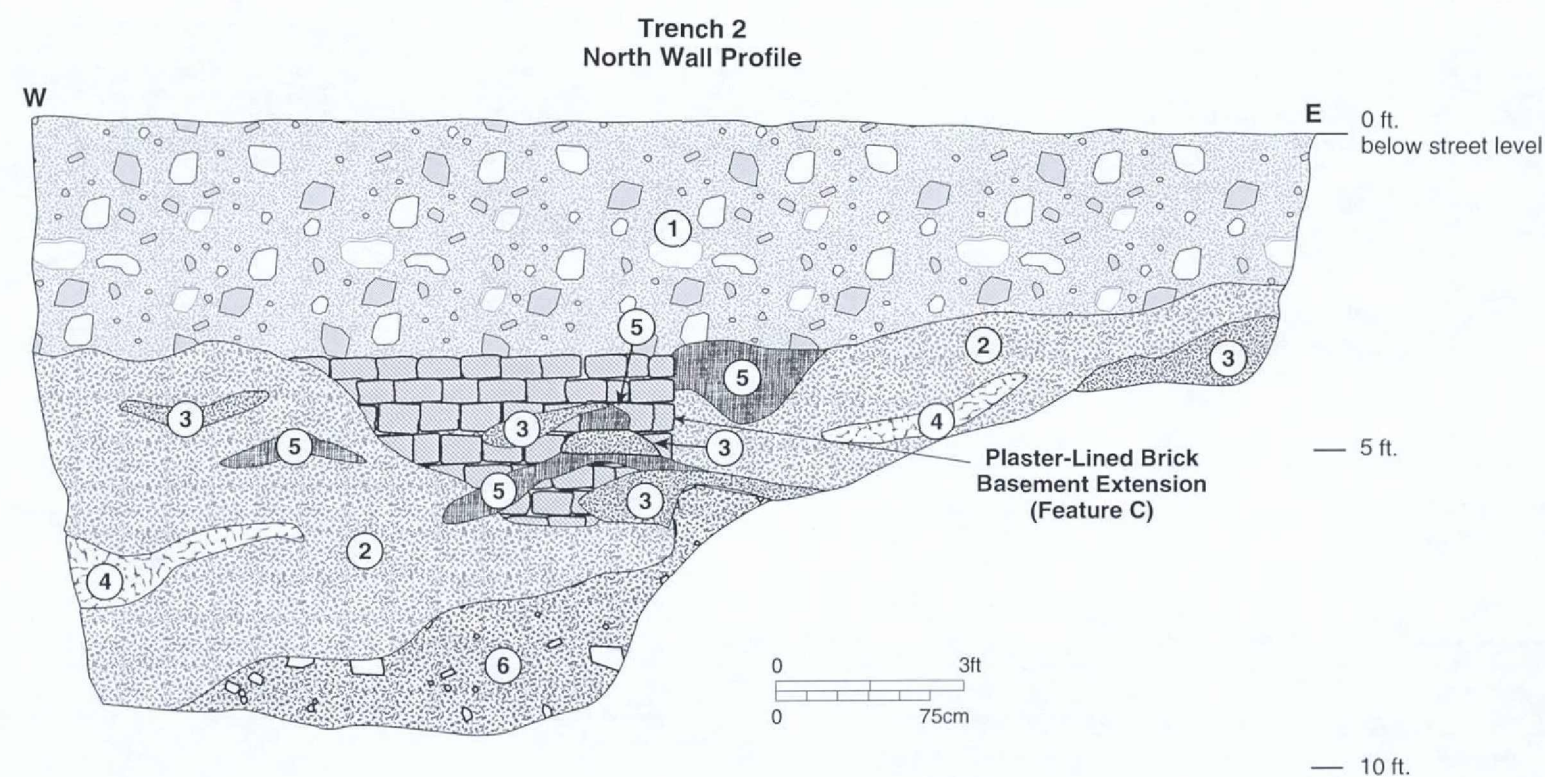 Trench 2
North Wall Profile
W
E
0 ft.
below street level
1
5
2
3
5
3
4
3
5
3
5 ft.
Plaster-Lined Brick
Basement Extension
(Feature C)
5
3
2
4
6
0
3ft
0
75cm
10 ft.